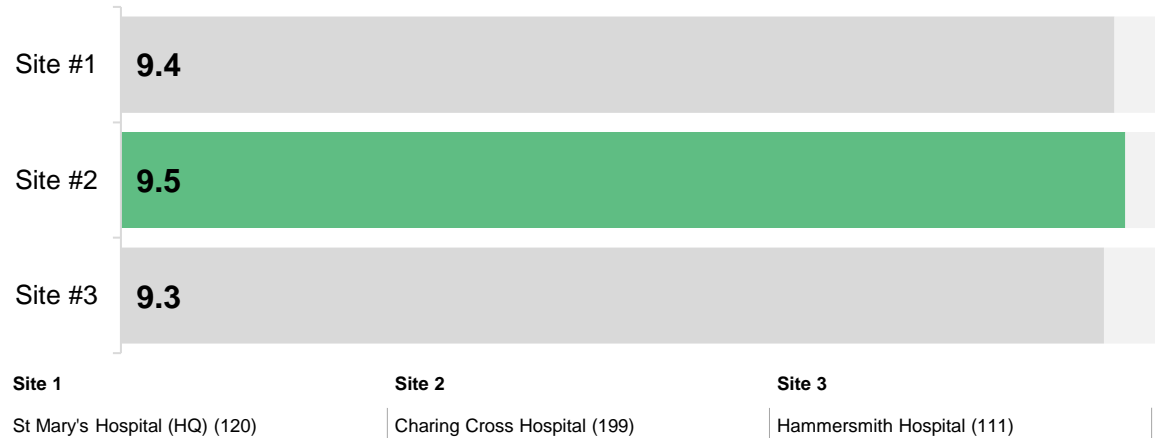 Site #1 9.4
Site #2 9.5
Site #3 9.3
Site 1 Site 2 Site 3
St Mary's Hospital (HQ) (120) Charing Cross Hospital (199) Hammersmith Hospital (111)